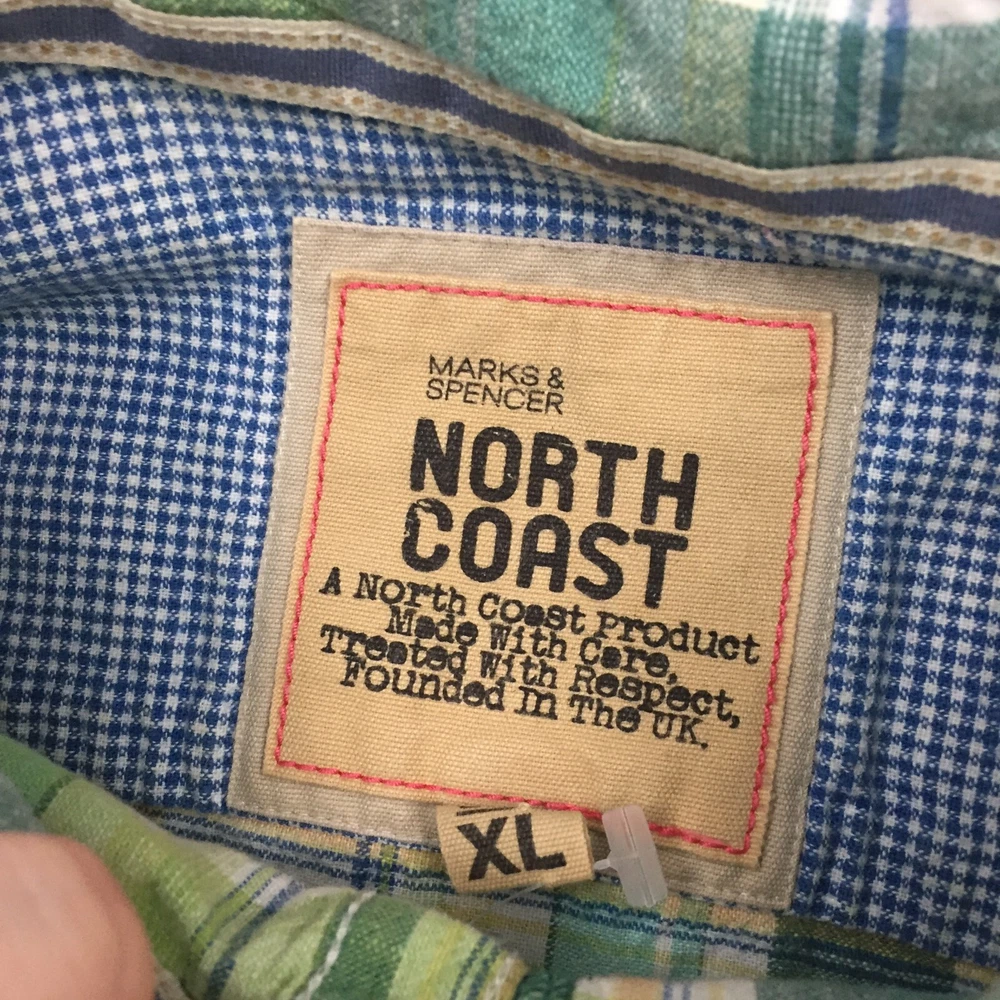 MARKS &
SPENCER
NORTH
COAST
A North Coast product
Made With Care,
Treated With Respect,
Founded In The UK.
XL